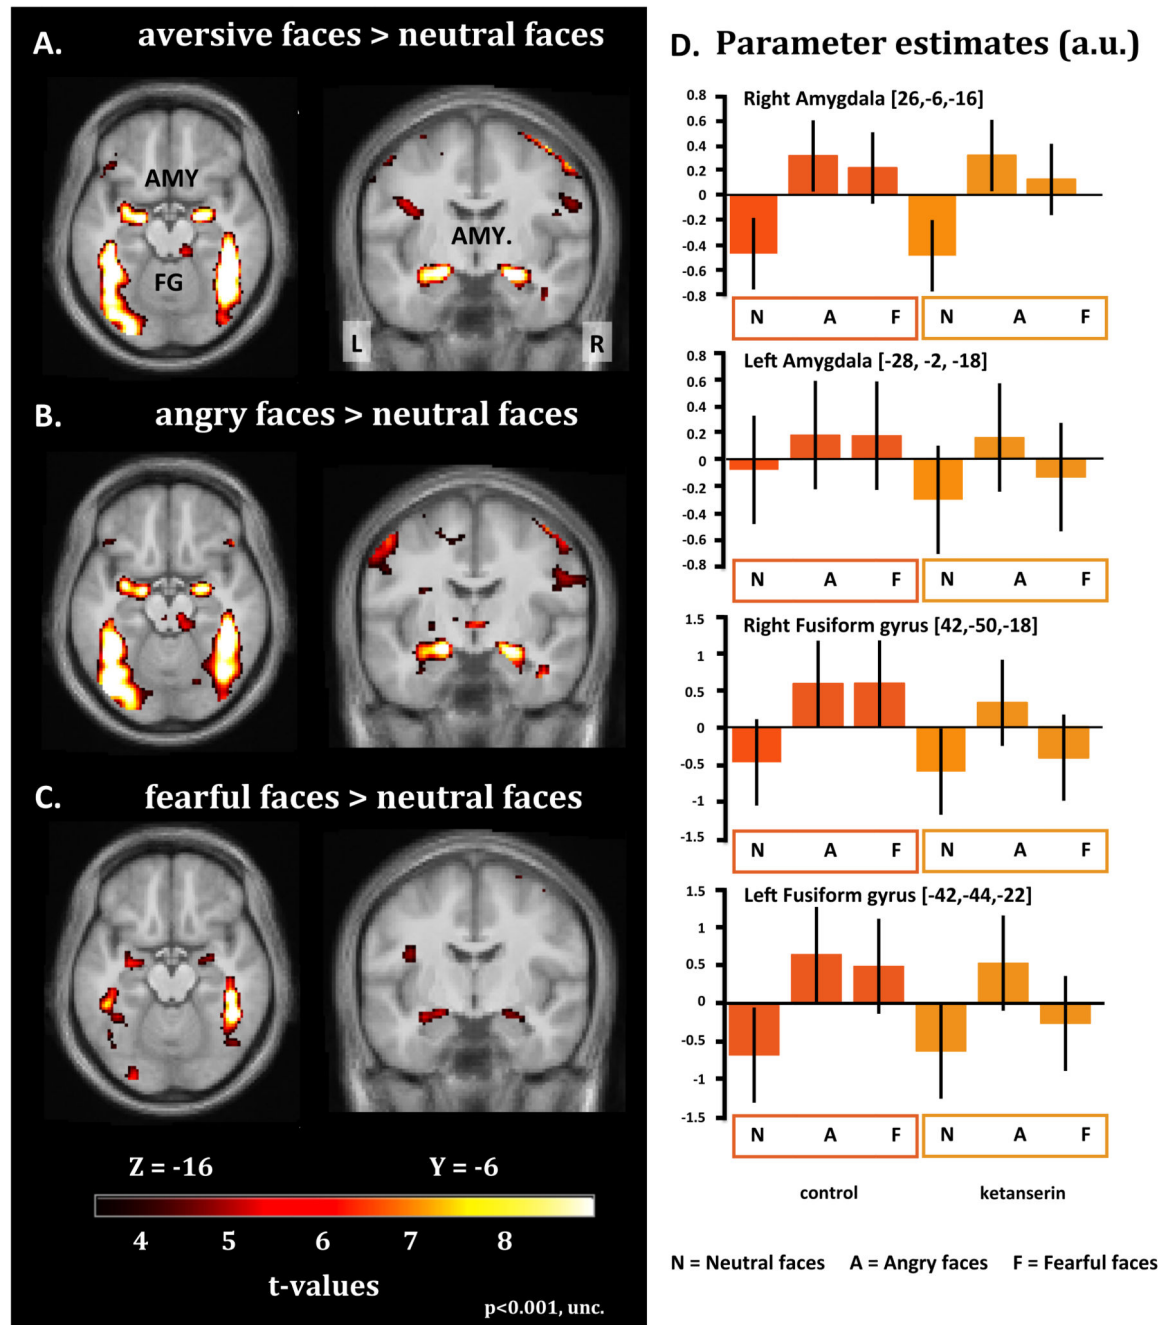 A. aversive faces > neutral faces
AMY
FG
AMY.
L
R
B. angry faces > neutral faces
C. fearful faces > neutral faces
Z = -16
Y = -6
4 5 6 7 8
t-values
p<0.001, unc.
D. Parameter estimates (a.u.)
Right Amygdala [26,-6,-16]
0.8
0.6
0.4
0.2
0
-0.2
-0.4
-0.6
-0.8
N A F N A F
Left Amygdala [-28, -2, -18]
0.8
0.6
0.4
0.2
0
-0.2
-0.4
-0.6
-0.8
N A F N A F
Right Fusiform gyrus [42,-50,-18]
1.5
1
0.5
0
-0.5
-1
-1.5
N A F N A F
Left Fusiform gyrus [-42,-44,-22]
1.5
1
0.5
0
-0.5
-1
-1.5
N A F N A F
control ketanserin
N = Neutral faces A = Angry faces F = Fearful faces